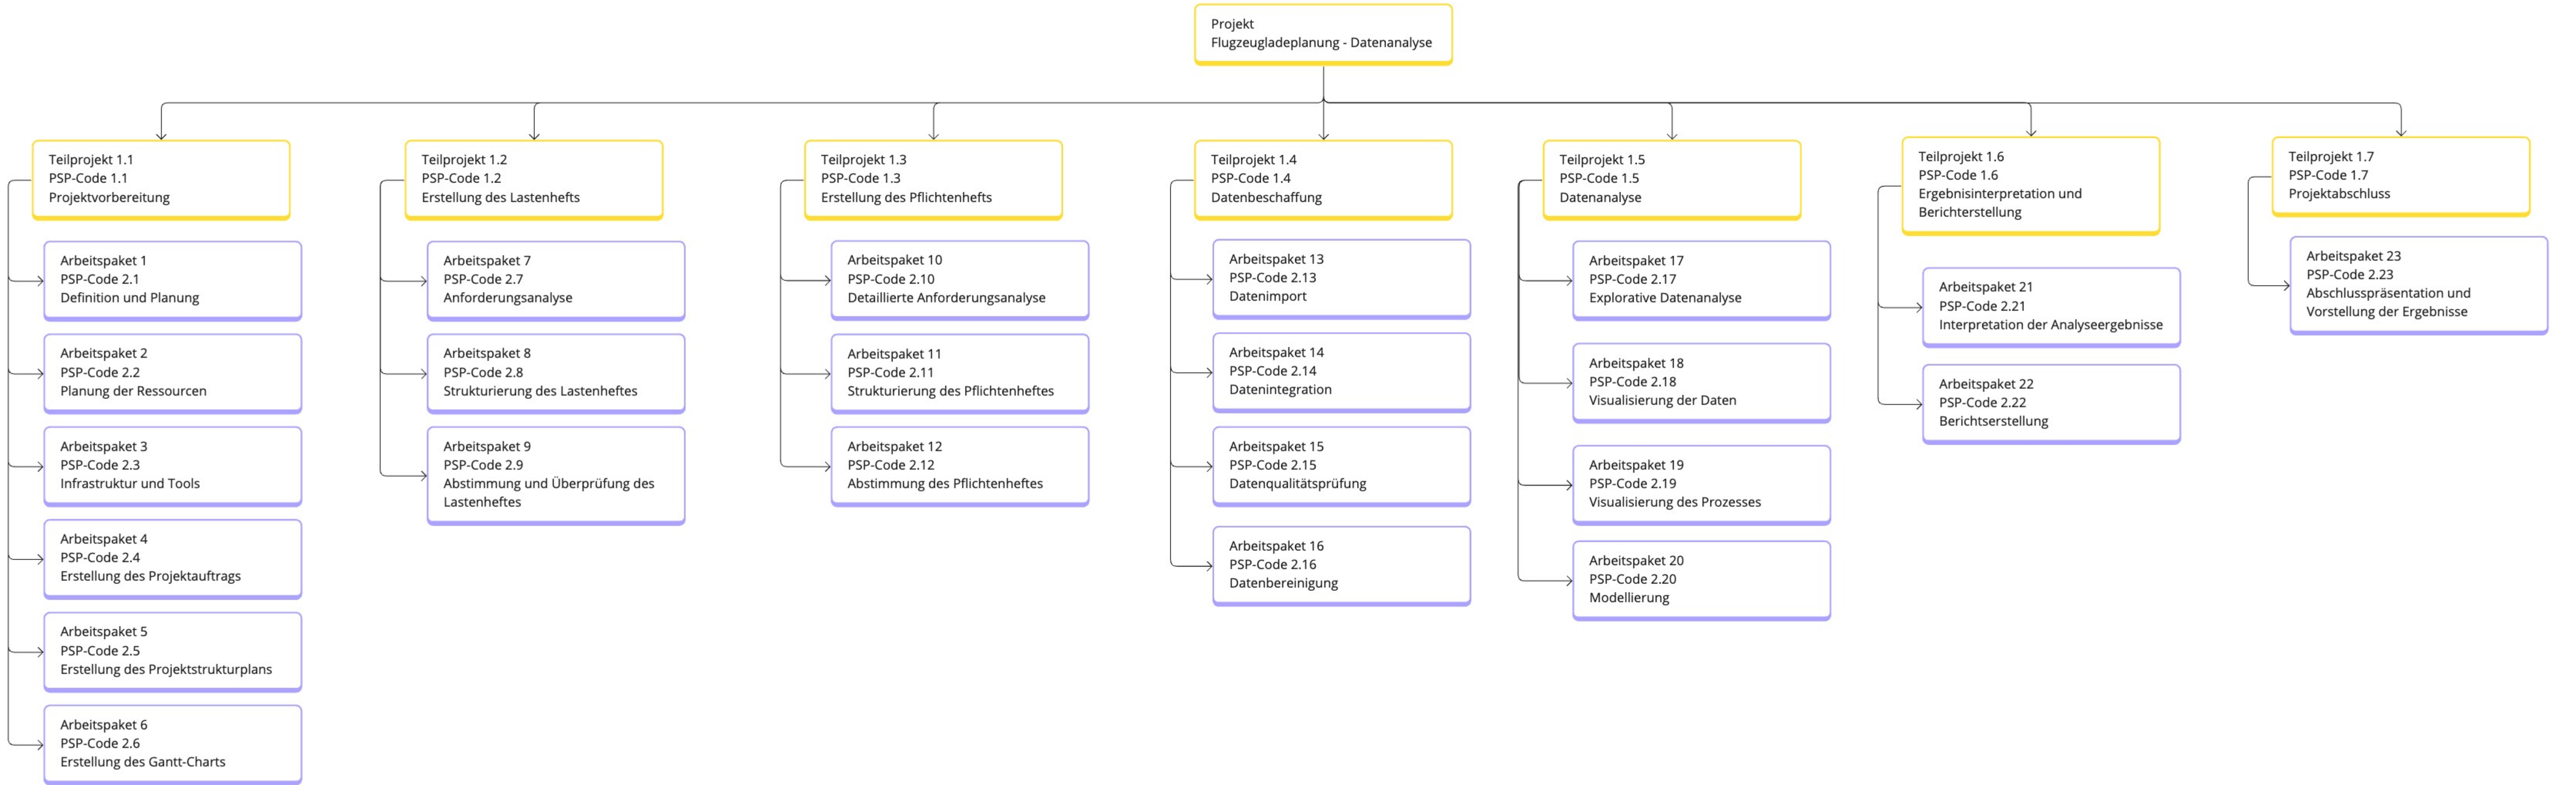 Projekt
Flugzeugladeplanung - Datenanalyse
Teilprojekt 1.1
PSP-Code 1.1
Projektvorbereitung
Arbeitspaket 1
PSP-Code 2.1
Definition und Planung
Arbeitspaket 2
PSP-Code 2.2
Planung der Ressourcen
Arbeitspaket 3
PSP-Code 2.3
Infrastruktur und Tools
Arbeitspaket 4
PSP-Code 2.4
Erstellung des Projektauftrags
Arbeitspaket 5
PSP-Code 2.5
Erstellung des Projektstrukturplans
Arbeitspaket 6
PSP-Code 2.6
Erstellung des Gantt-Charts
Teilprojekt 1.2
PSP-Code 1.2
Erstellung des Lastenhefts
Arbeitspaket 7
PSP-Code 2.7
Anforderungsanalyse
Arbeitspaket 8
PSP-Code 2.8
Strukturierung des Lastenheftes
Arbeitspaket 9
PSP-Code 2.9
Abstimmung und Überprüfung des
Lastenheftes
Teilprojekt 1.3
PSP-Code 1.3
Erstellung des Pflichtenhefts
Arbeitspaket 10
PSP-Code 2.10
Detaillierte Anforderungsanalyse
Arbeitspaket 11
PSP-Code 2.11
Strukturierung des Pflichtenheftes
Arbeitspaket 12
PSP-Code 2.12
Abstimmung des Pflichtenheftes
Teilprojekt 1.4
PSP-Code 1.4
Datenbeschaffung
Arbeitspaket 13
PSP-Code 2.13
Datenimport
Arbeitspaket 14
PSP-Code 2.14
Datenintegration
Arbeitspaket 15
PSP-Code 2.15
Datenqualitätsprüfung
Arbeitspaket 16
PSP-Code 2.16
Datenbereinigung
Teilprojekt 1.5
PSP-Code 1.5
Datenanalyse
Arbeitspaket 17
PSP-Code 2.17
Explorative Datenanalyse
Arbeitspaket 18
PSP-Code 2.18
Visualisierung der Daten
Arbeitspaket 19
PSP-Code 2.19
Visualisierung des Prozesses
Arbeitspaket 20
PSP-Code 2.20
Modellierung
Teilprojekt 1.6
PSP-Code 1.6
Ergebnisinterpretation und
Berichterstellung
Arbeitspaket 21
PSP-Code 2.21
Interpretation der Analyseergebnisse
Arbeitspaket 22
PSP-Code 2.22
Berichtserstellung
Teilprojekt 1.7
PSP-Code 1.7
Projektabschluss
Arbeitspaket 23
PSP-Code 2.23
Abschlusspräsentation und
Vorstellung der Ergebnisse